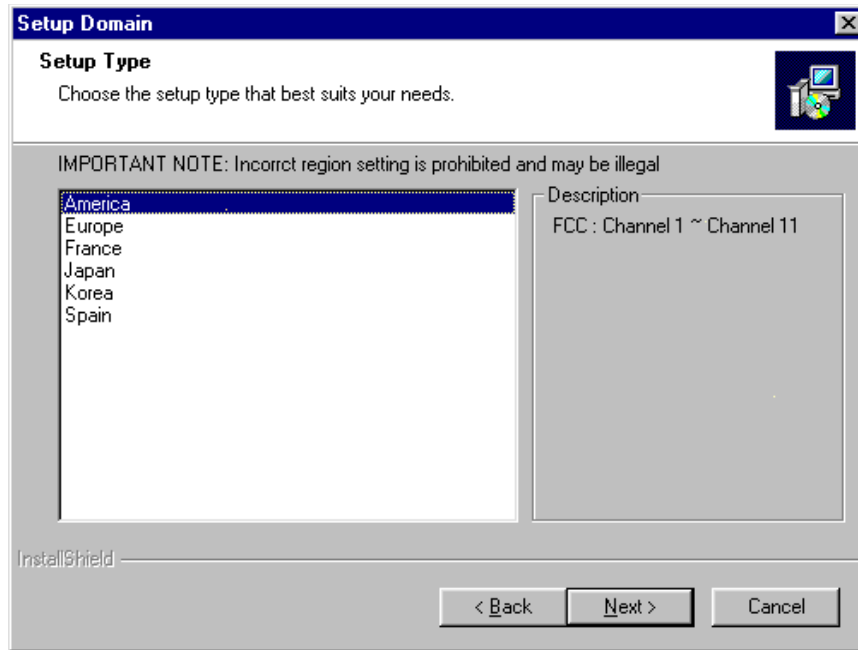 Setup Domain
Setup Type
Choose the setup type that best suits your needs.
IMPORTANT NOTE: Incorrct region setting is prohibited and may be illegal
America
Europe
France
Japan
Korea
Spain
Description
FCC : Channel 1 ~ Channel 11
InstallShield
< Back
Next >
Cancel